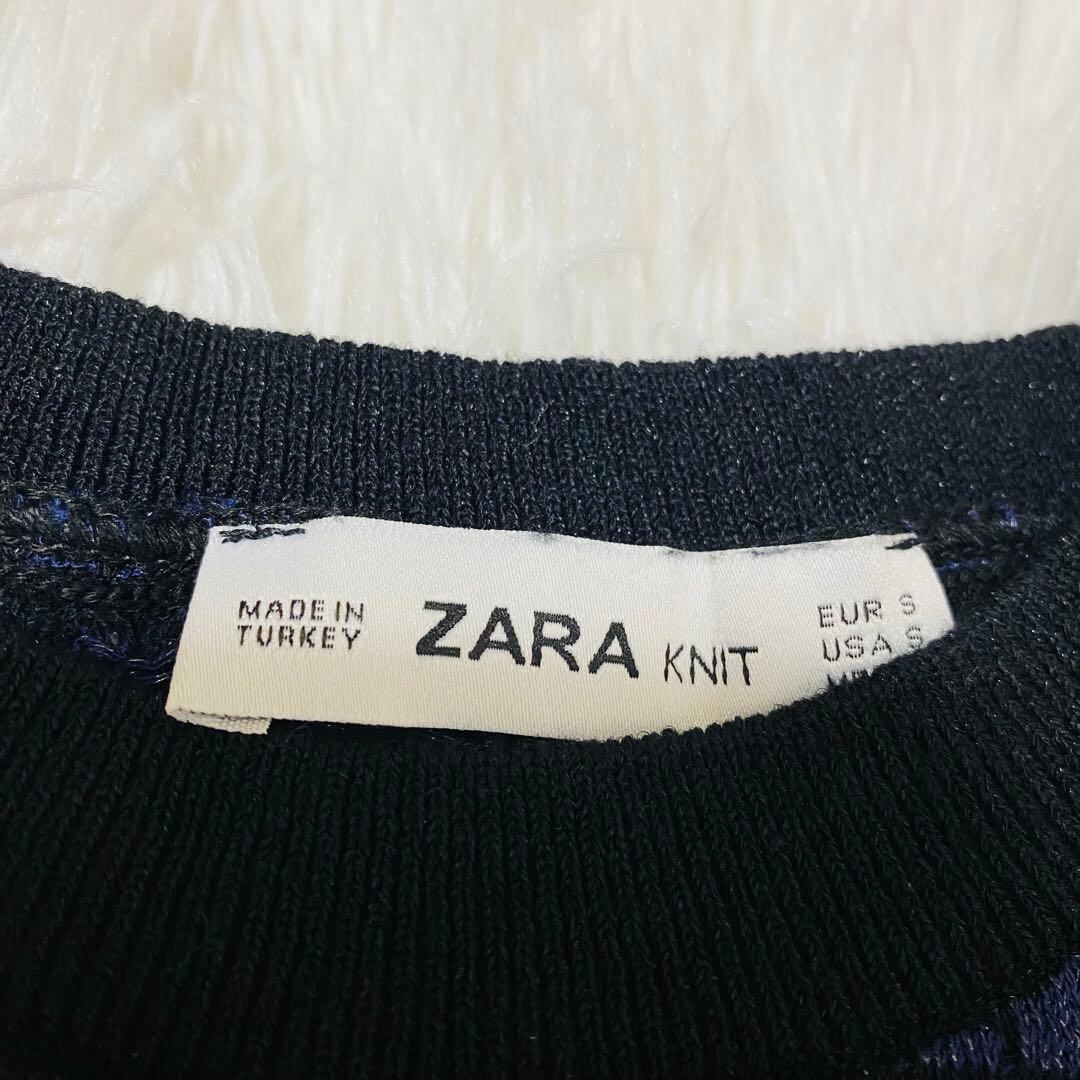 MADE IN
TURKEY
ZARA KNIT
EUR S
USA S